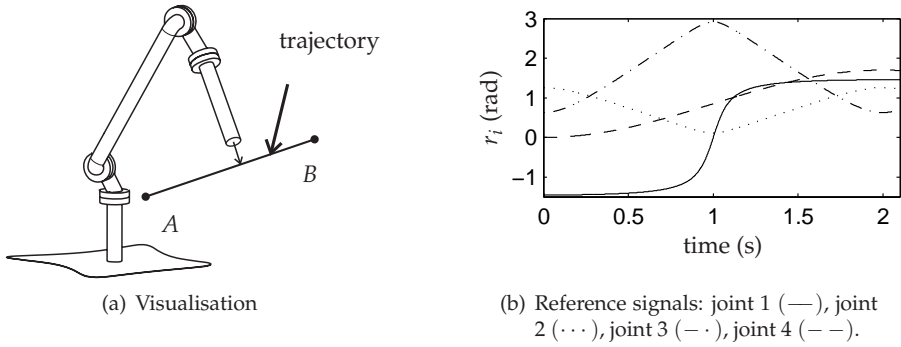 trajectory
A
B
(a) Visualisation
3
2
1
0
−1
r_i (rad)
0
0.5
1
1.5
2
time (s)
(b) Reference signals: joint 1 (—), joint
2 (· · ·), joint 3 (− ·), joint 4 (− −).